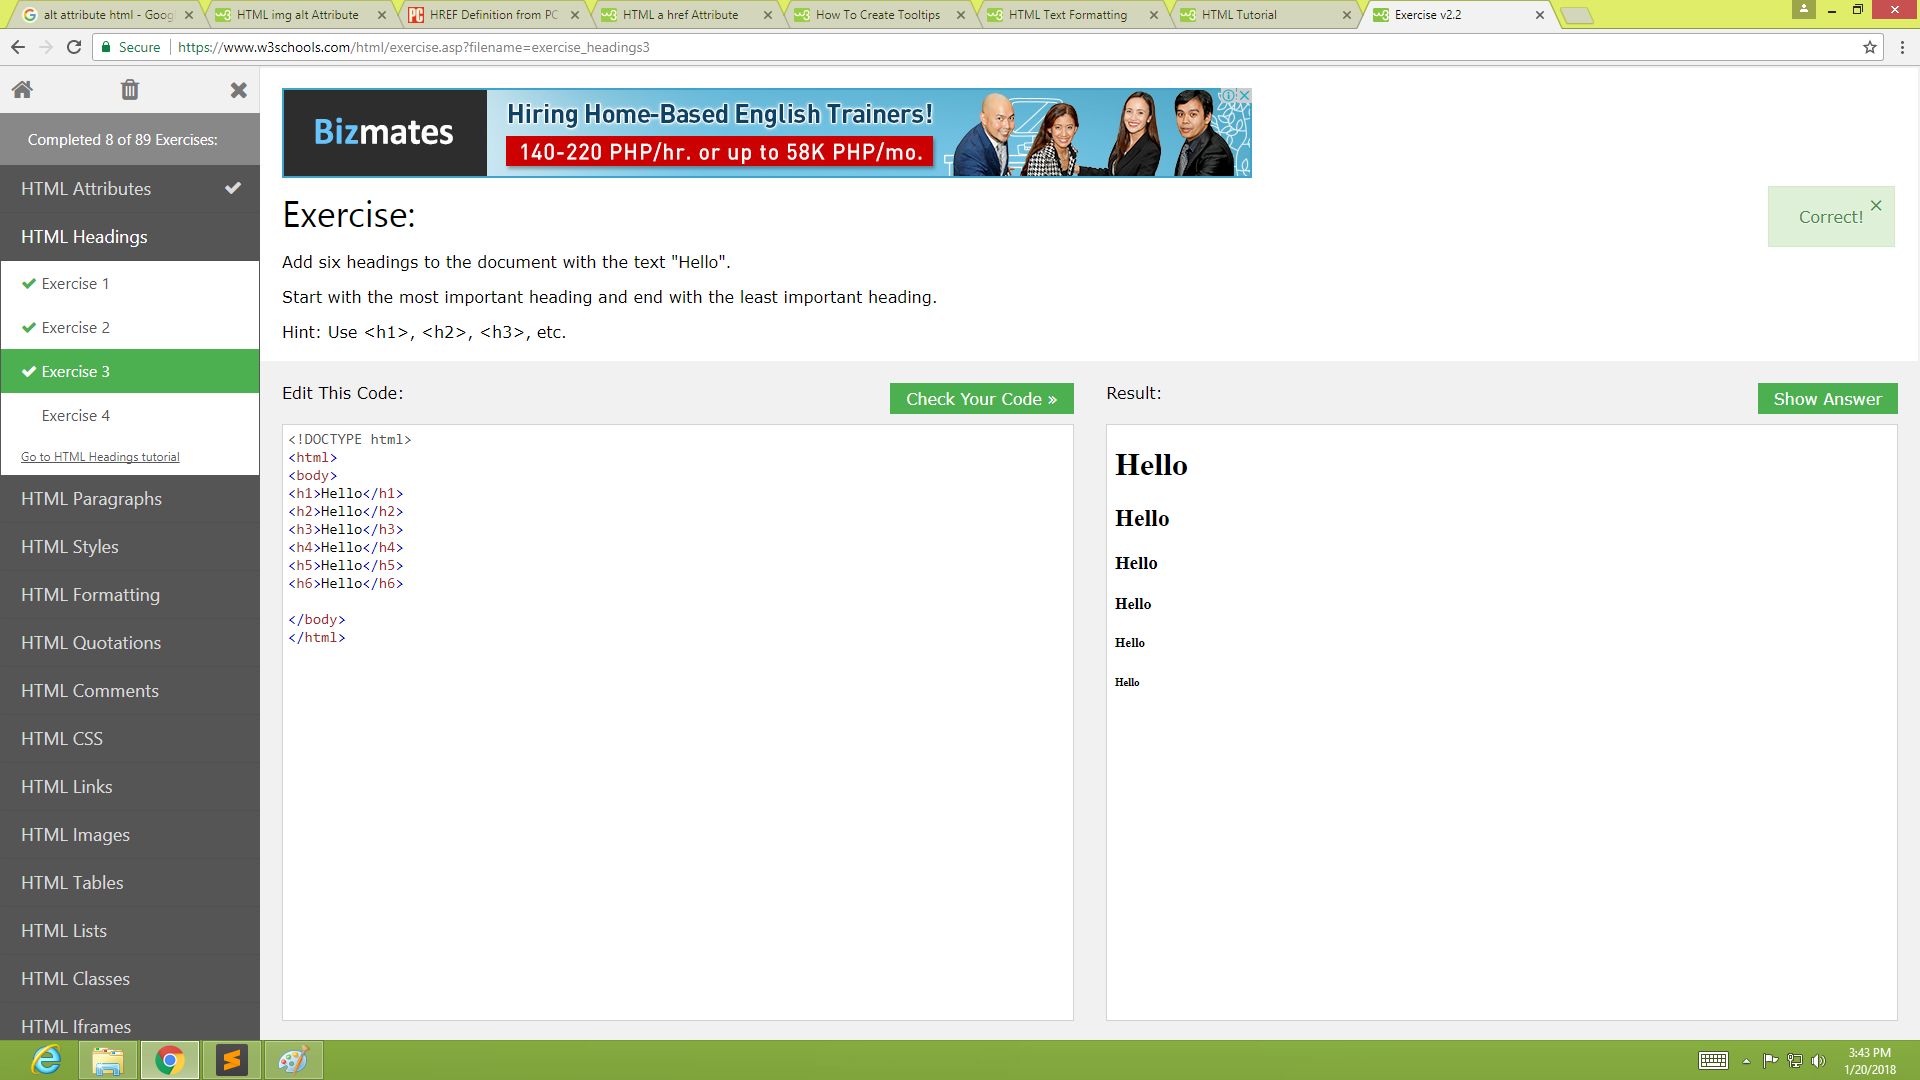 alt attribute html - Goog
HTML img alt Attribute
HREF Definition from PC
HTML a href Attribute
How To Create Tooltips
HTML Text Formatting
HTML Tutorial
Exercise v2.2
Secure
https://www.w3schools.com/html/exercise.asp?filename=exercise_headings3
Completed 8 of 89 Exercises:
HTML Attributes
HTML Headings
Exercise 1
Exercise 2
Exercise 3
Exercise 4
Go to HTML Headings tutorial
HTML Paragraphs
HTML Styles
HTML Formatting
HTML Quotations
HTML Comments
HTML CSS
HTML Links
HTML Images
HTML Tables
HTML Lists
HTML Classes
HTML Iframes
Bizmates
Hiring Home-Based English Trainers!
140-220 PHP/hr. or up to 58K PHP/mo.
Exercise:
Correct!
Add six headings to the document with the text "Hello".
Start with the most important heading and end with the least important heading.
Hint: Use <h1>, <h2>, <h3>, etc.
Edit This Code:
Check Your Code »
<!DOCTYPE html>
<html>
<body>
<h1>Hello</h1>
<h2>Hello</h2>
<h3>Hello</h3>
<h4>Hello</h4>
<h5>Hello</h5>
<h6>Hello</h6>
</body>
</html>
Result:
Show Answer
Hello
Hello
Hello
Hello
Hello
Hello
3:43 PM
1/20/2018